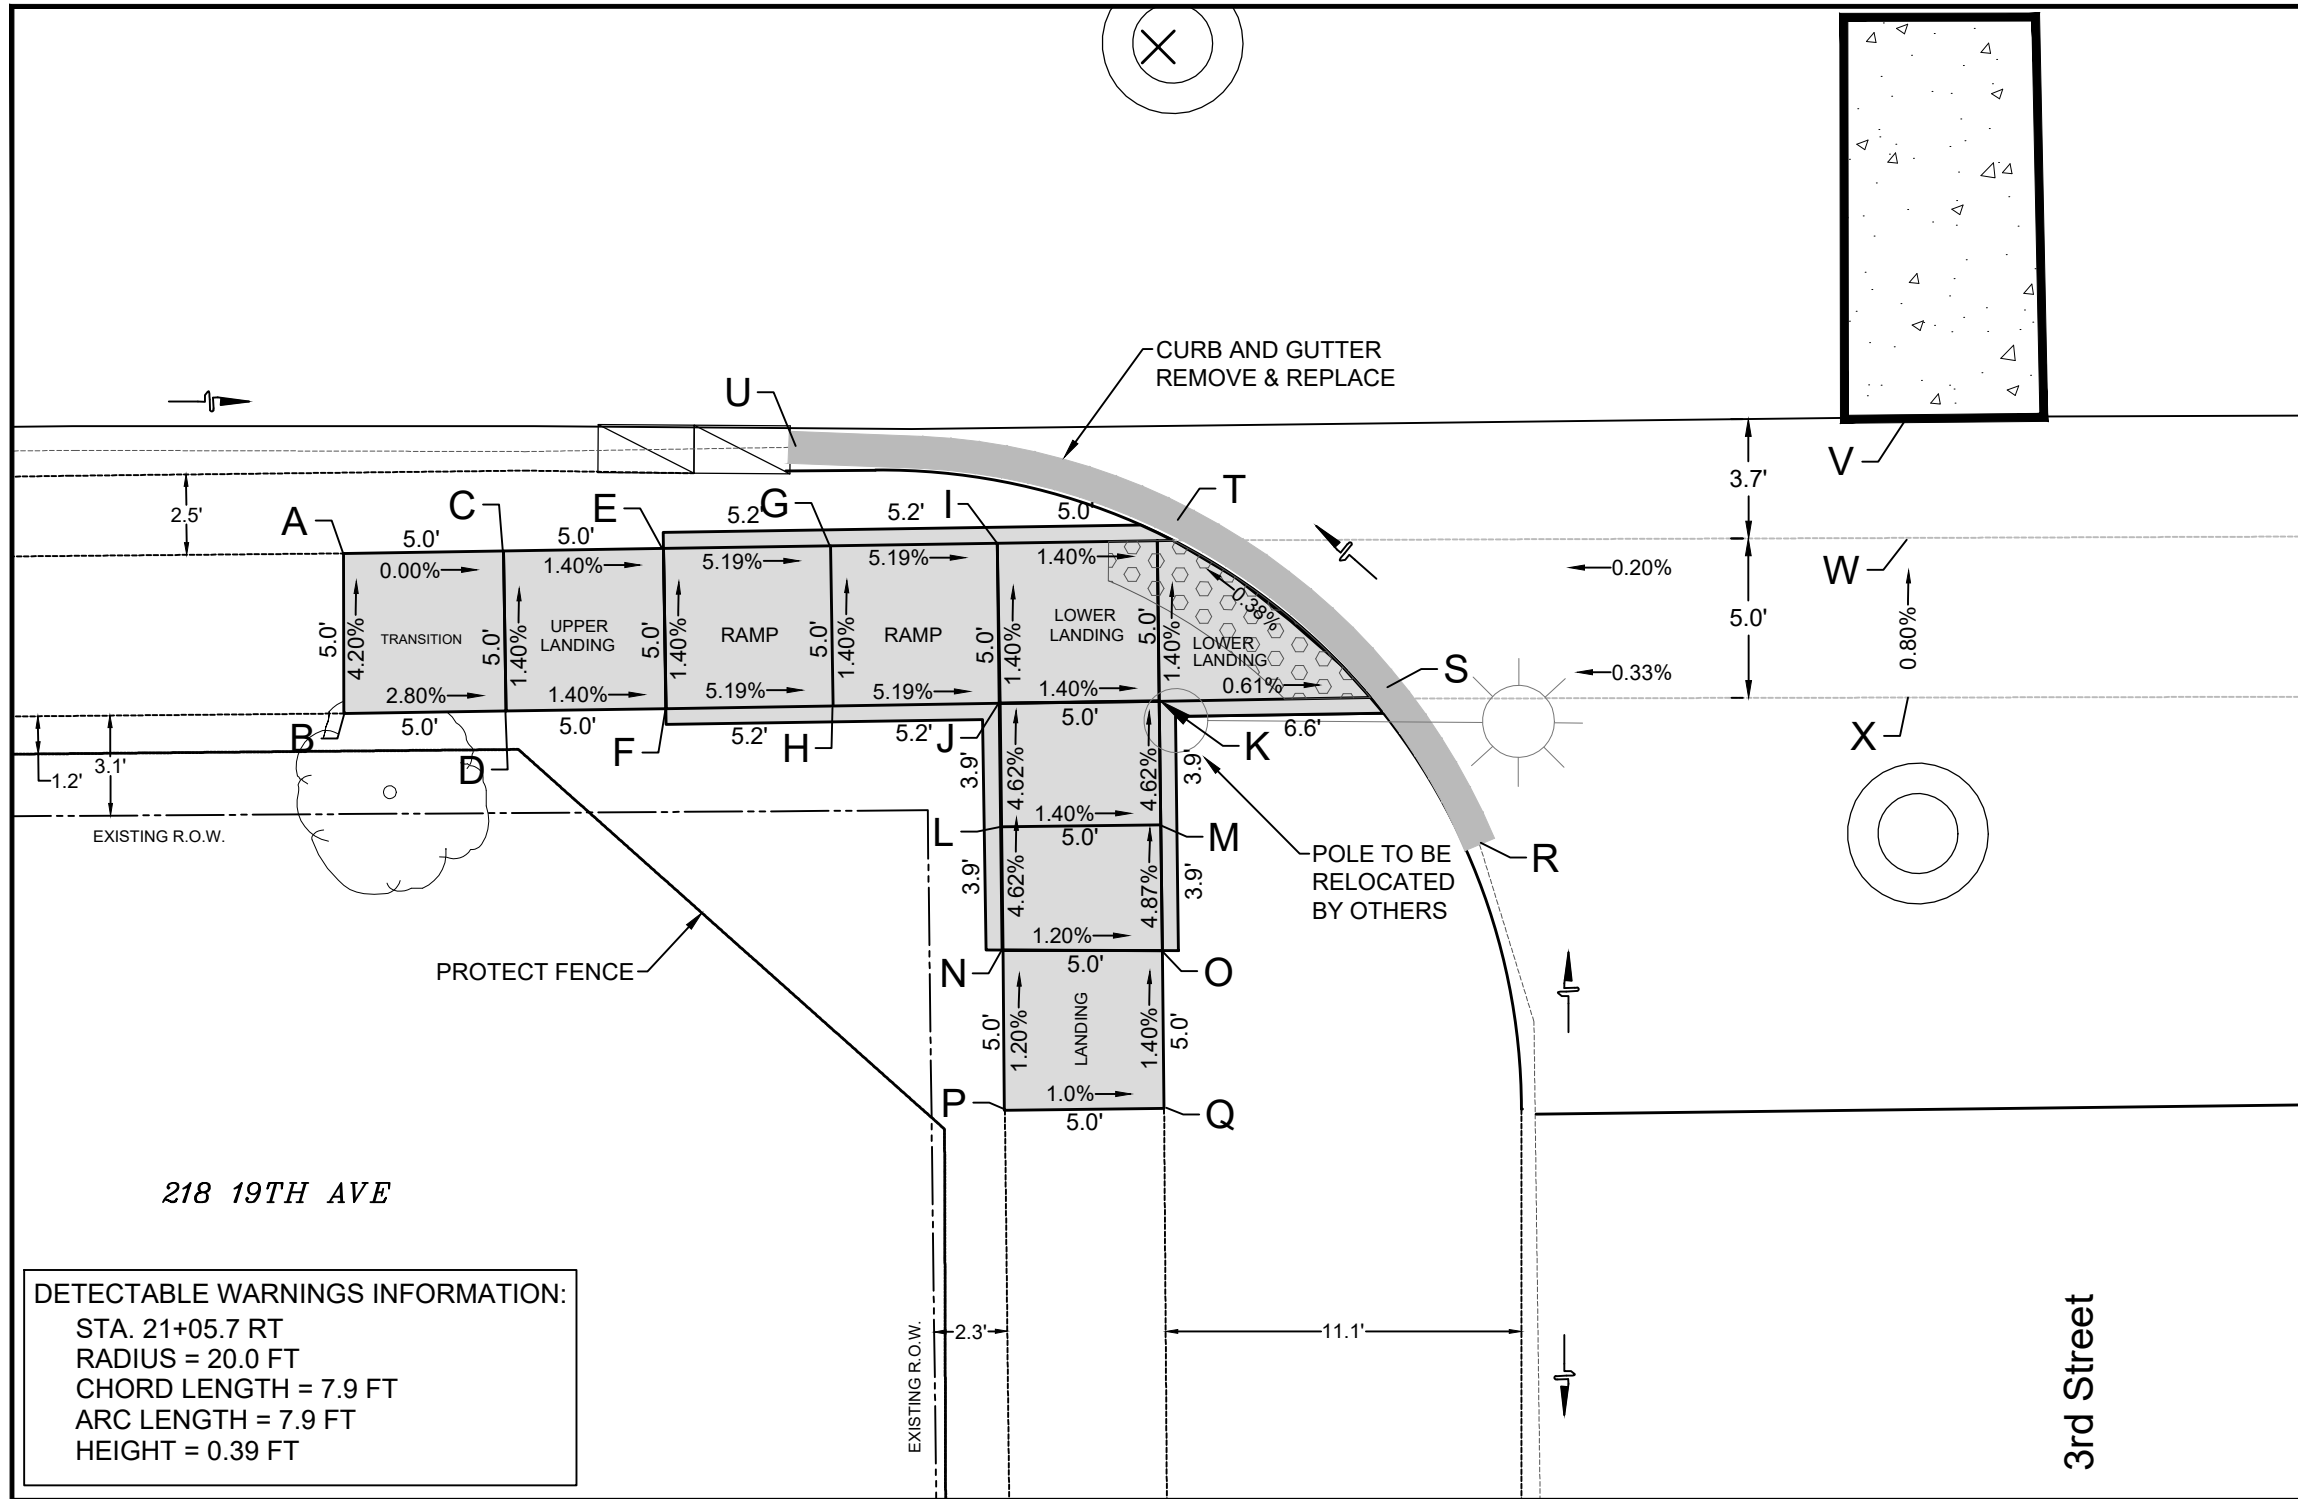 CURB AND GUTTER
REMOVE & REPLACE
U
V
T
3.7'
2.5'
A
C
E
5.2'
G
5.2'
I
5.0'
5.0'
5.0'
W
0.00%
1.40%
5.19%
5.19%
1.40%
0.20%
0.38%
5.0'
4.20%
TRANSITION
5.0'
1.40%
UPPER
LANDING
5.0'
1.40%
RAMP
5.0'
1.40%
RAMP
5.0'
1.40%
LOWER
LANDING
5.0'
1.40%
LOWER
LANDING
5.0'
0.80%
S
0.33%
2.80%
1.40%
5.19%
5.19%
1.40%
0.61%
5.0'
5.0'
5.2'
5.2'
5.0'
6.6'
B
D
F
H
J
K
X
1.2'
3.1'
3.9'
4.62%
4.62%
3.9'
1.40%
EXISTING R.O.W.
L
5.0'
M
POLE TO BE
RELOCATED
BY OTHERS
R
3.9'
4.62%
4.87%
3.9'
1.20%
PROTECT FENCE
N
5.0'
O
5.0'
1.20%
LANDING
1.40%
5.0'
1.0%
P
5.0'
Q
218 19TH AVE
DETECTABLE WARNINGS INFORMATION:
STA. 21+05.7 RT
RADIUS = 20.0 FT
CHORD LENGTH = 7.9 FT
ARC LENGTH = 7.9 FT
HEIGHT = 0.39 FT
EXISTING R.O.W.
2.3'
11.1'
3rd Street